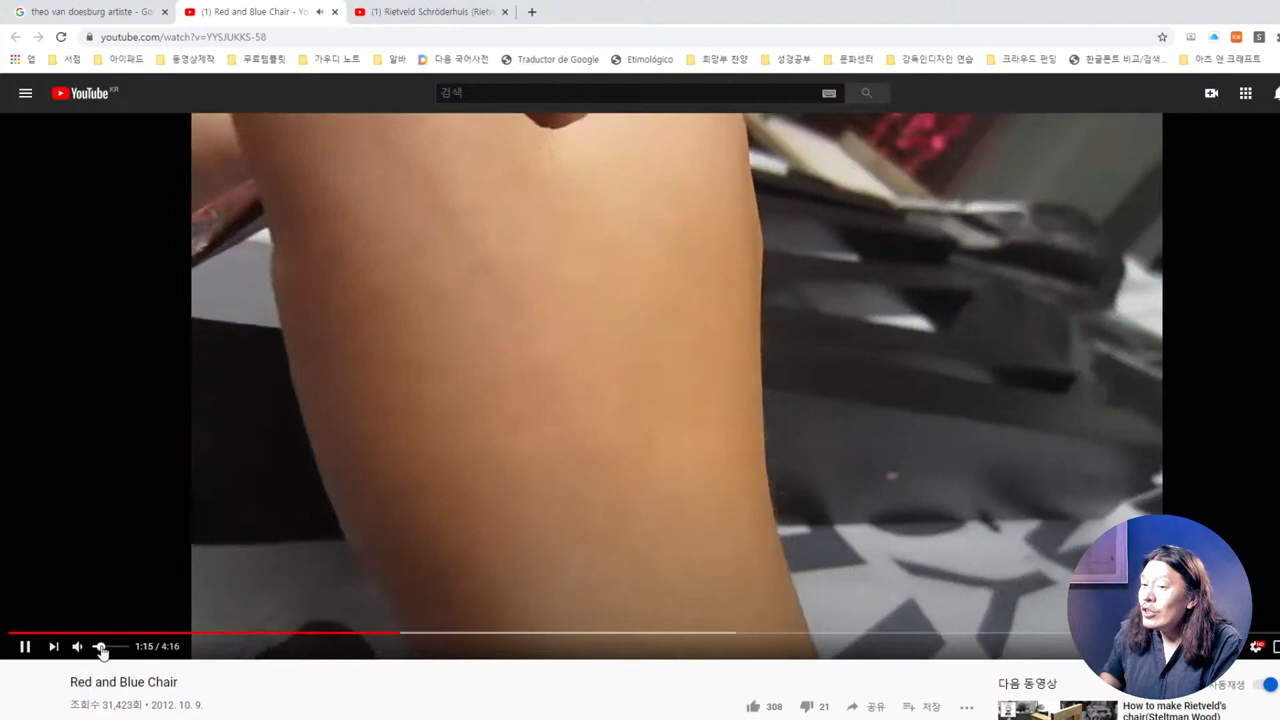 theo van doesburg artiste - Go
(1) Red and Blue Chair - Yo
(1) Rietveld Schröderhuis (Rietv
youtube.com/watch?v=YYSJUKKS-58
앱 서점 아이패드 동영상제작 무료템플릿 가우디 노트 알바 다음 국어사전 Traductor de Google Etimológico 희망부 찬양 성경공부 문화센터 강독인디자인 연습 크라우드 펀딩 한글폰트 비교/검색... 아츠 앤 크래프트
YouTube KR
검색
1:15 / 4:16
HD
Red and Blue Chair
조회수 31,423회 • 2012. 10. 9.
308 21 공유 저장
다음 동영상
자동재생
How to make Rietveld's
chair(Steltman Wood)